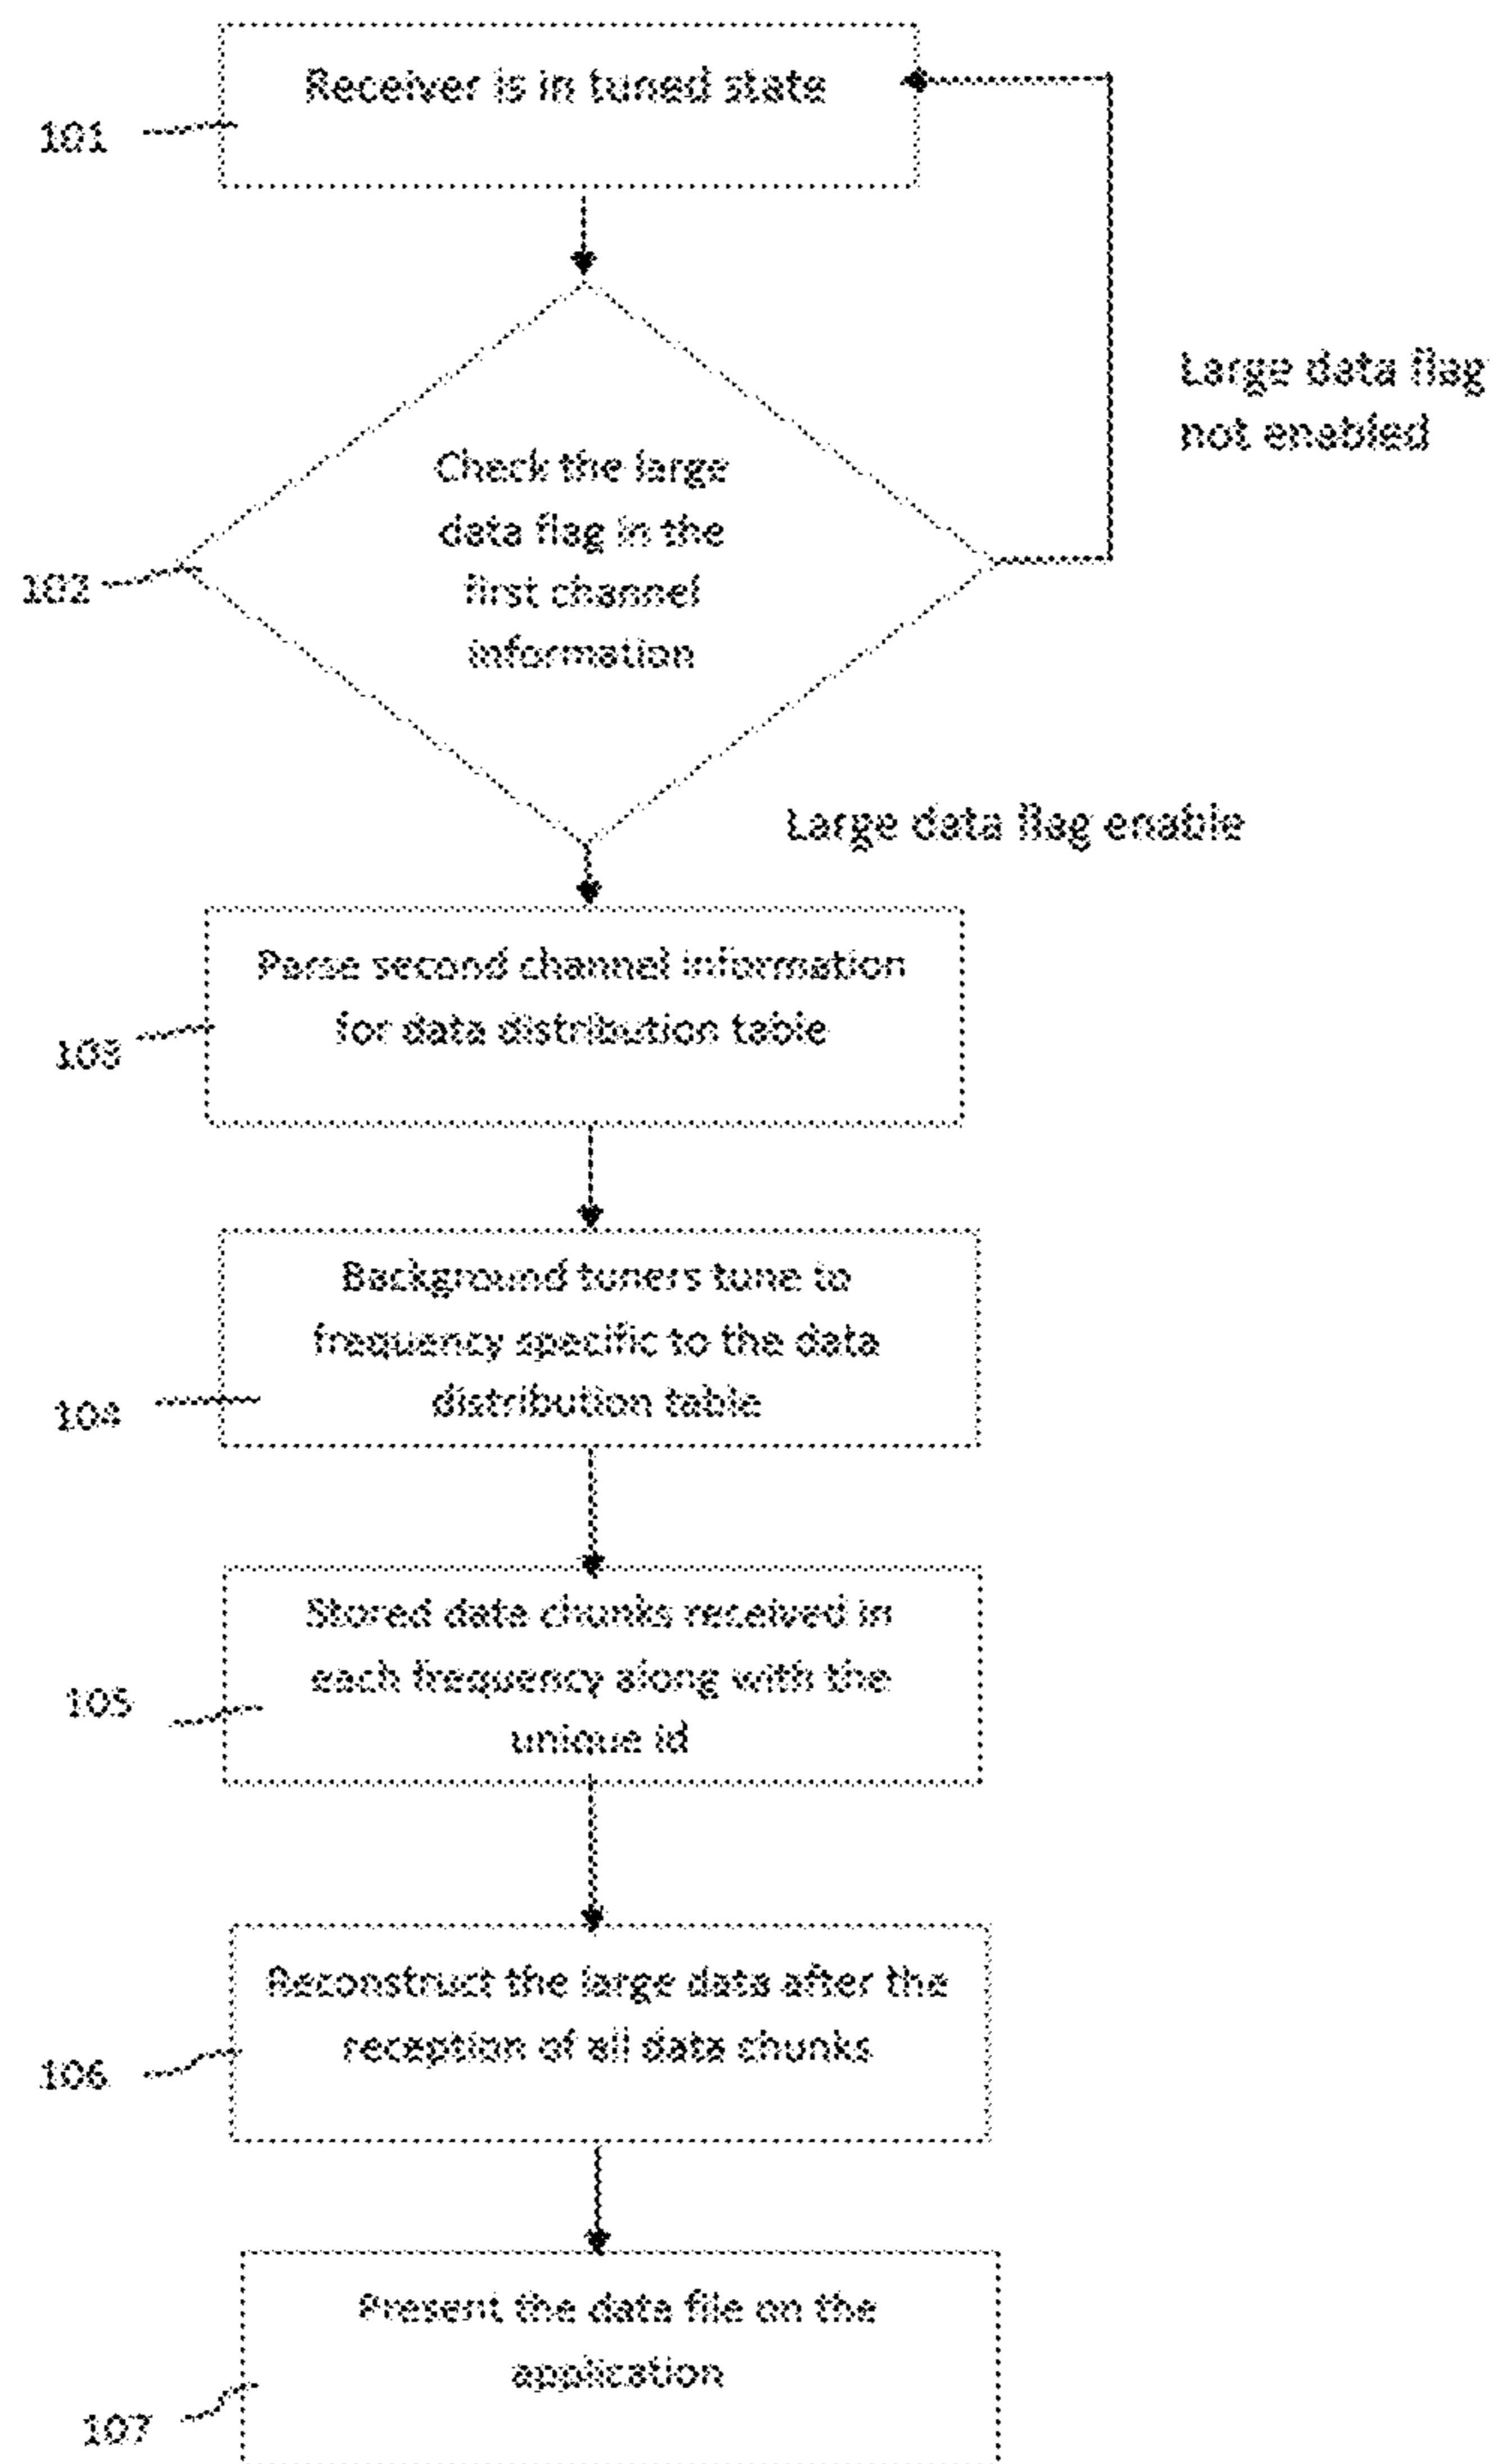 Receiver is in tuned state
101
Large data flag
not enabled
Check the large
data flag in the
first channel
information
102
Large data flag enable
Parse second channel information
for data distribution table
103
Background tuners tune to
frequency specific to the data
distribution table
104
Stored data chunks received in
each frequency along with the
unique id
105
Reconstruct the large data after the
reception of all data chunks
106
Present the data file on the
application
107